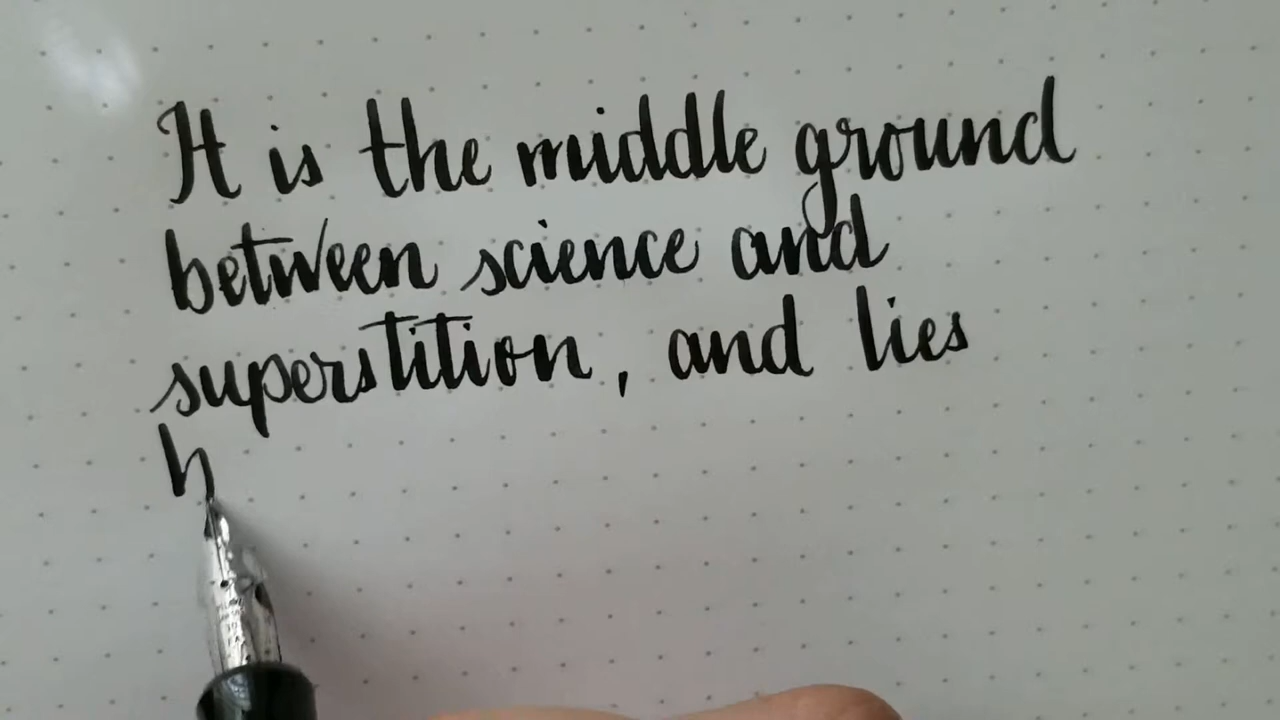 It is the middle ground
between science and
superstition, and lies